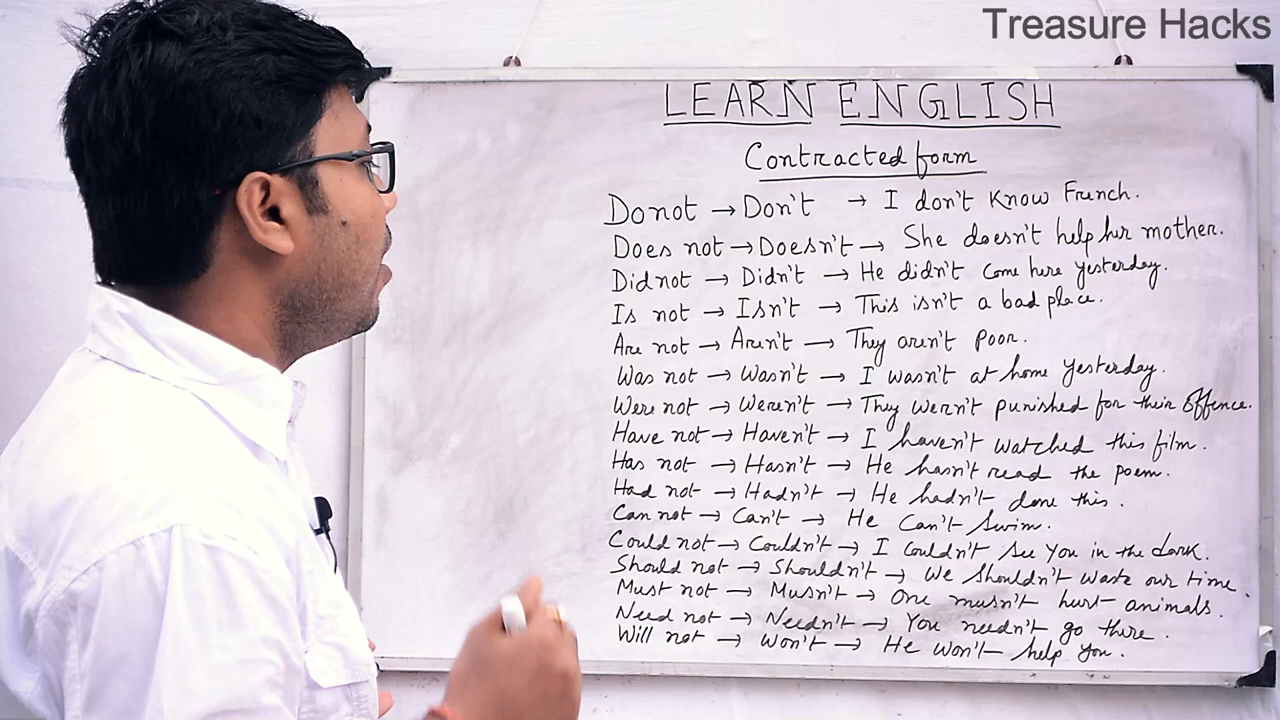 Treasure Hacks
LEARN ENGLISH
Contracted form
Do not → Don't → I don't know French.
Does not → Doesn't → She doesn't help her mother.
Did not → Didn't → He didn't come here yesterday.
Is not → Isn't → This isn't a bad place.
Are not → Aren't → They aren't poor.
Was not → Wasn't → I wasn't at home yesterday.
Were not → Weren't → They weren't punished for their offence.
Have not → Haven't → I haven't watched this film.
Has not → Hasn't → He hasn't read the poem.
Had not → Hadn't → He hadn't done this.
Can not → Can't → He can't swim.
Could not → Couldn't → I couldn't see you in the dark.
Should not → Shouldn't → We shouldn't waste our time.
Must not → Musn't → One musn't hurt animals.
Need not → Needn't → You needn't go there.
Will not → Won't → He won't help you.